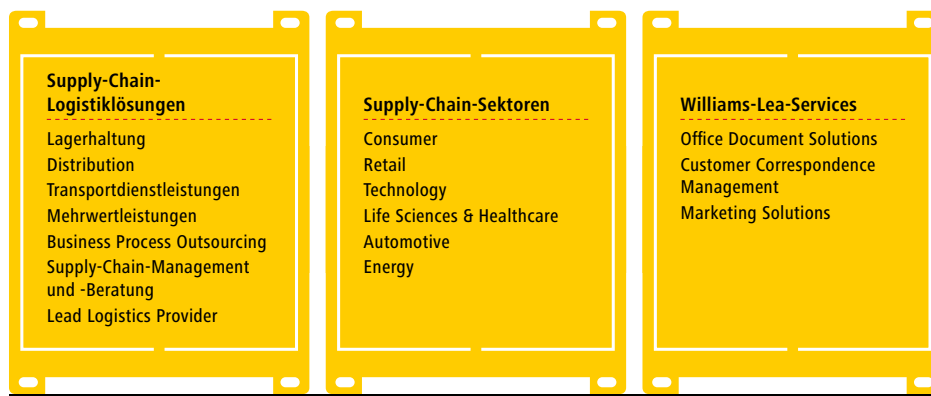 Supply-Chain-
Logistiklösungen
Lagerhaltung
Distribution
Transportdienstleistungen
Mehrwertleistungen
Business Process Outsourcing
Supply-Chain-Management
und -Beratung
Lead Logistics Provider
Supply-Chain-Sektoren
Consumer
Retail
Technology
Life Sciences & Healthcare
Automotive
Energy
Williams-Lea-Services
Office Document Solutions
Customer Correspondence
Management
Marketing Solutions